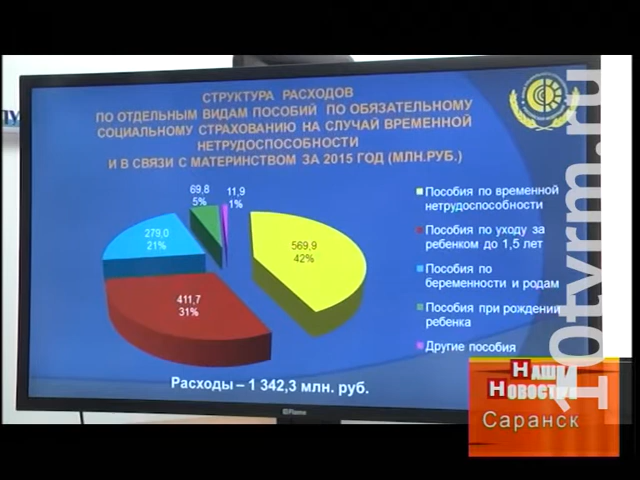 СТРУКТУРА РАСХОДОВ
ПО ОТДЕЛЬНЫМ ВИДАМ ПОСОБИЙ ПО ОБЯЗАТЕЛЬНОМУ
СОЦИАЛЬНОМУ СТРАХОВАНИЮ НА СЛУЧАЙ ВРЕМЕННОЙ
НЕТРУДОСПОСОБНОСТИ
И В СВЯЗИ С МАТЕРИНСТВОМ ЗА 2015 ГОД (МЛН.РУБ.)
69,8
5%
11,9
1%
279,0
21%
569,9
42%
411,7
31%
Пособия по временной
нетрудоспособности
Пособия по уходу за
ребенком до 1,5 лет
Пособия по
беременности и родам
Пособия при рождении
ребенка
Другие пособия
Расходы – 1 342,3 млн. руб.
Наши
Новости
Саранск
10tvrm.ru